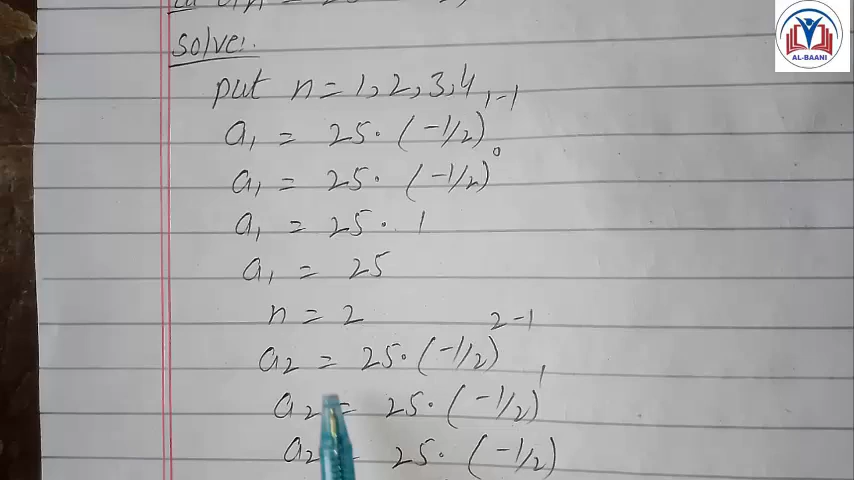 AL-BAANI
Solve:
put n = 1, 2, 3, 4
a₁ = 25 · (-1/2)¹⁻¹
a₁ = 25 · (-1/2)⁰
a₁ = 25 · 1
a₁ = 25
n = 2
a₂ = 25 · (-1/2)²⁻¹
a₂ = 25 · (-1/2)¹
a₂ = 25 · (-1/2)